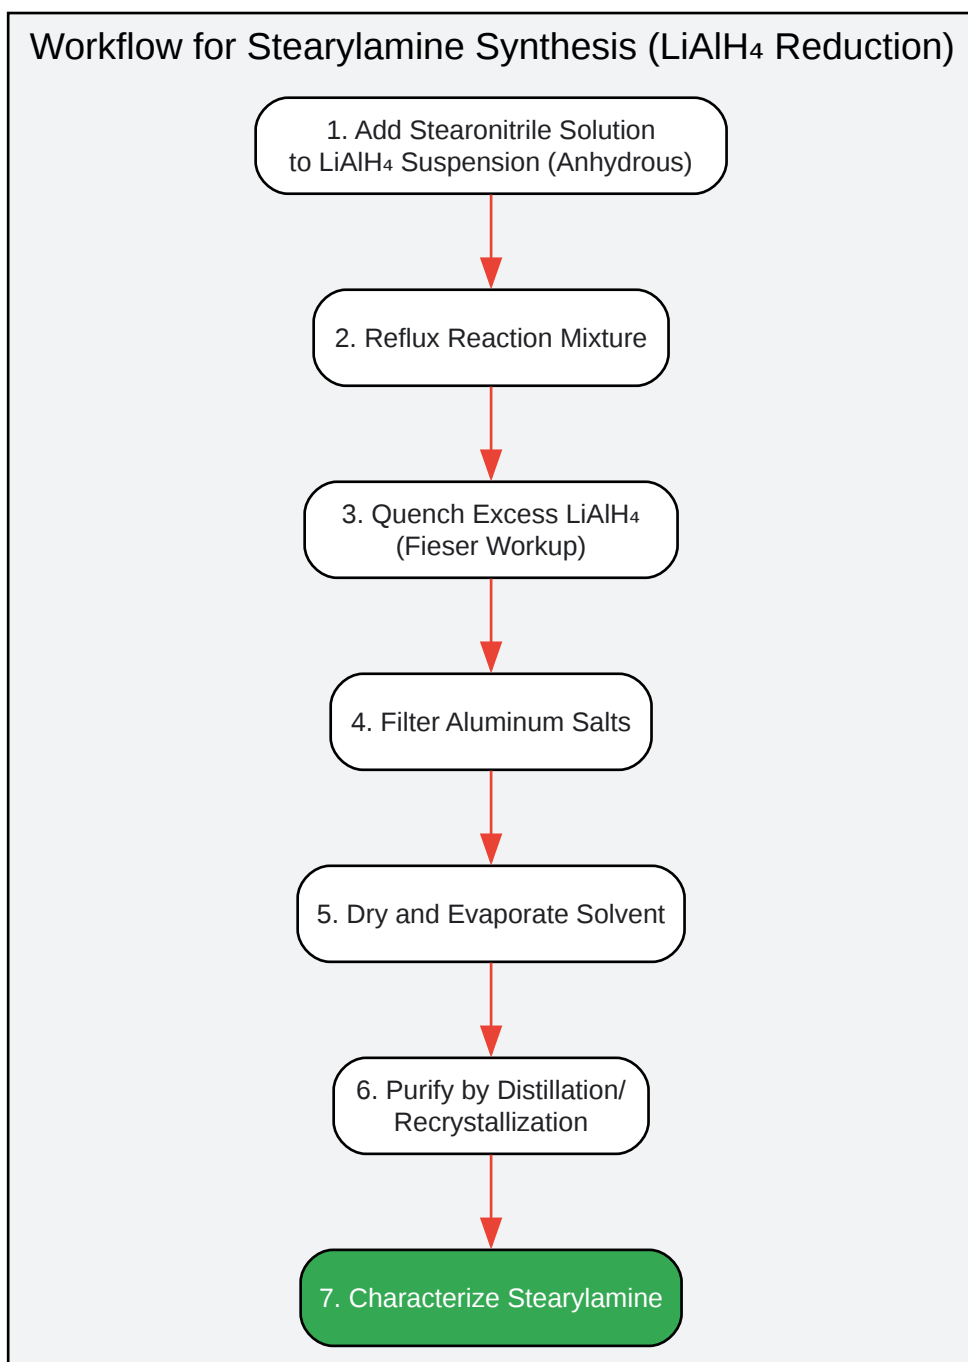 Workflow for Stearylamine Synthesis (LiAlH₄ Reduction)
1. Add Stearonitrile Solution
to LiAlH₄ Suspension (Anhydrous)
2. Reflux Reaction Mixture
3. Quench Excess LiAlH₄
(Fieser Workup)
4. Filter Aluminum Salts
5. Dry and Evaporate Solvent
6. Purify by Distillation/
Recrystallization
7. Characterize Stearylamine